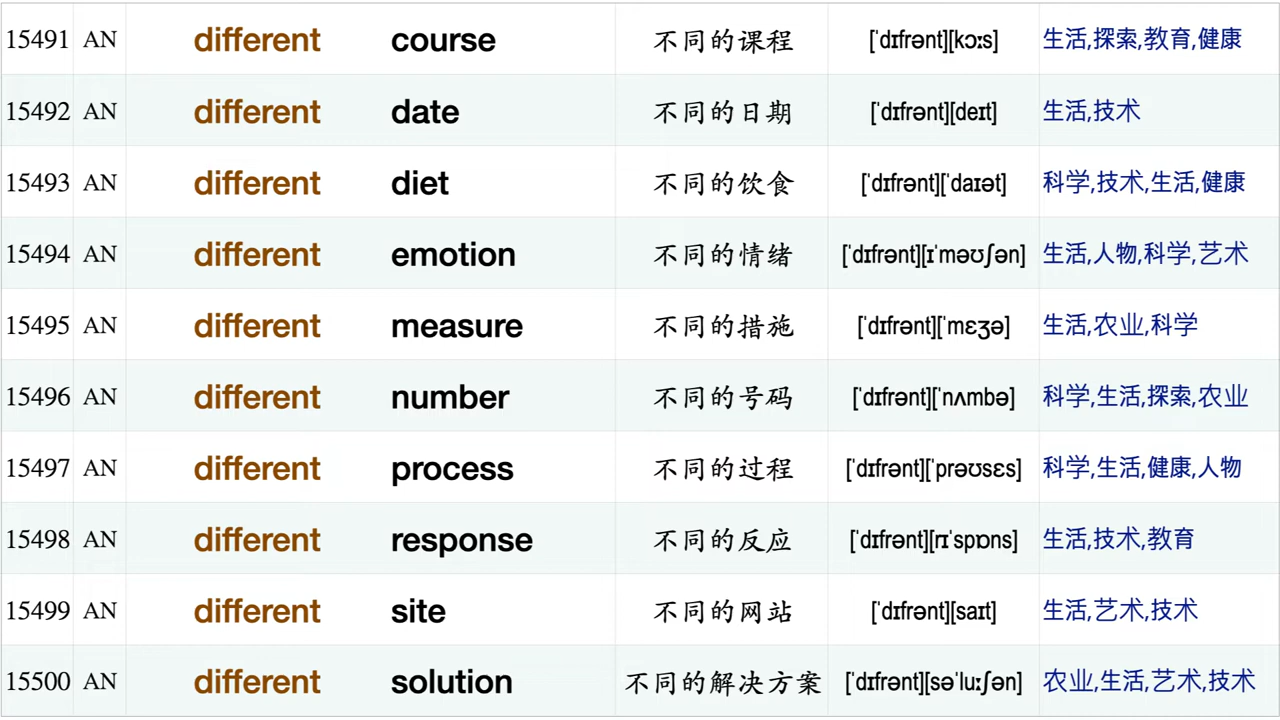 15491 AN different course 不同的课程 [ˈdɪfrənt][kɔːs] 生活,探索,教育,健康
15492 AN different date 不同的日期 [ˈdɪfrənt][deɪt] 生活,技术
15493 AN different diet 不同的饮食 [ˈdɪfrənt][ˈdaɪət] 科学,技术,生活,健康
15494 AN different emotion 不同的情绪 [ˈdɪfrənt][ɪˈməʊʃən] 生活,人物,科学,艺术
15495 AN different measure 不同的措施 [ˈdɪfrənt][ˈmɛʒə] 生活,农业,科学
15496 AN different number 不同的号码 [ˈdɪfrənt][ˈnʌmbə] 科学,生活,探索,农业
15497 AN different process 不同的过程 [ˈdɪfrənt][ˈprəʊsɛs] 科学,生活,健康,人物
15498 AN different response 不同的反应 [ˈdɪfrənt][rɪˈspɒns] 生活,技术,教育
15499 AN different site 不同的网站 [ˈdɪfrənt][saɪt] 生活,艺术,技术
15500 AN different solution 不同的解决方案 [ˈdɪfrənt][səˈluːʃən] 农业,生活,艺术,技术